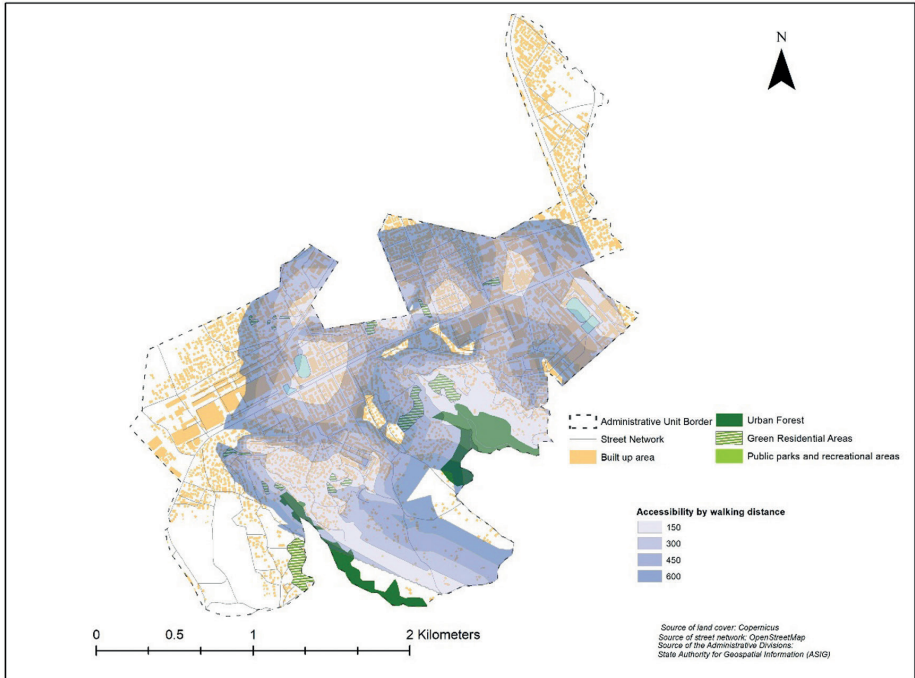 N
Administrative Unit Border
Street Network
Built up area
Urban Forest
Green Residential Areas
Public parks and recreational areas
Accessibility by walking distance
150
300
450
600
0 0.5 1 2 Kilometers
Source of land cover: Copernicus
Source of street network: OpenStreetMap
Source of the Administrative Divisions:
State Authority for Geospatial Information (ASIG)